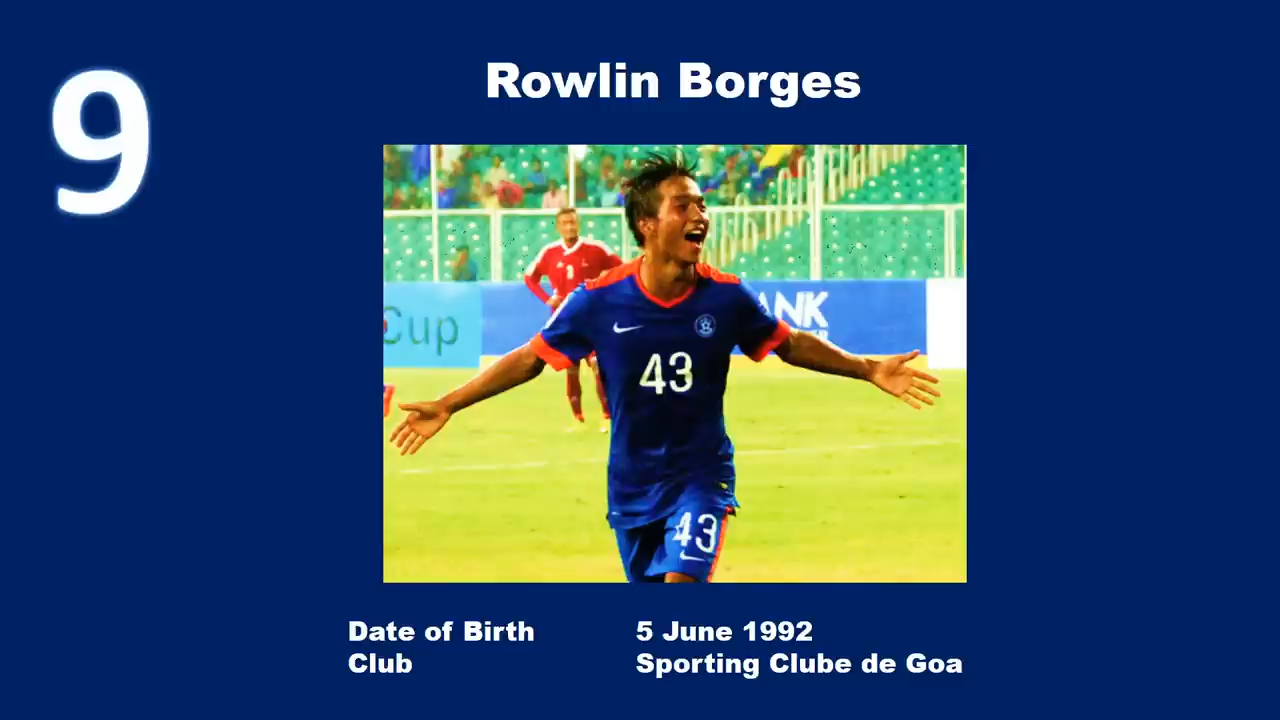 9
Rowlin Borges
Cup
ANK
43
43
Date of Birth 5 June 1992
Club Sporting Clube de Goa